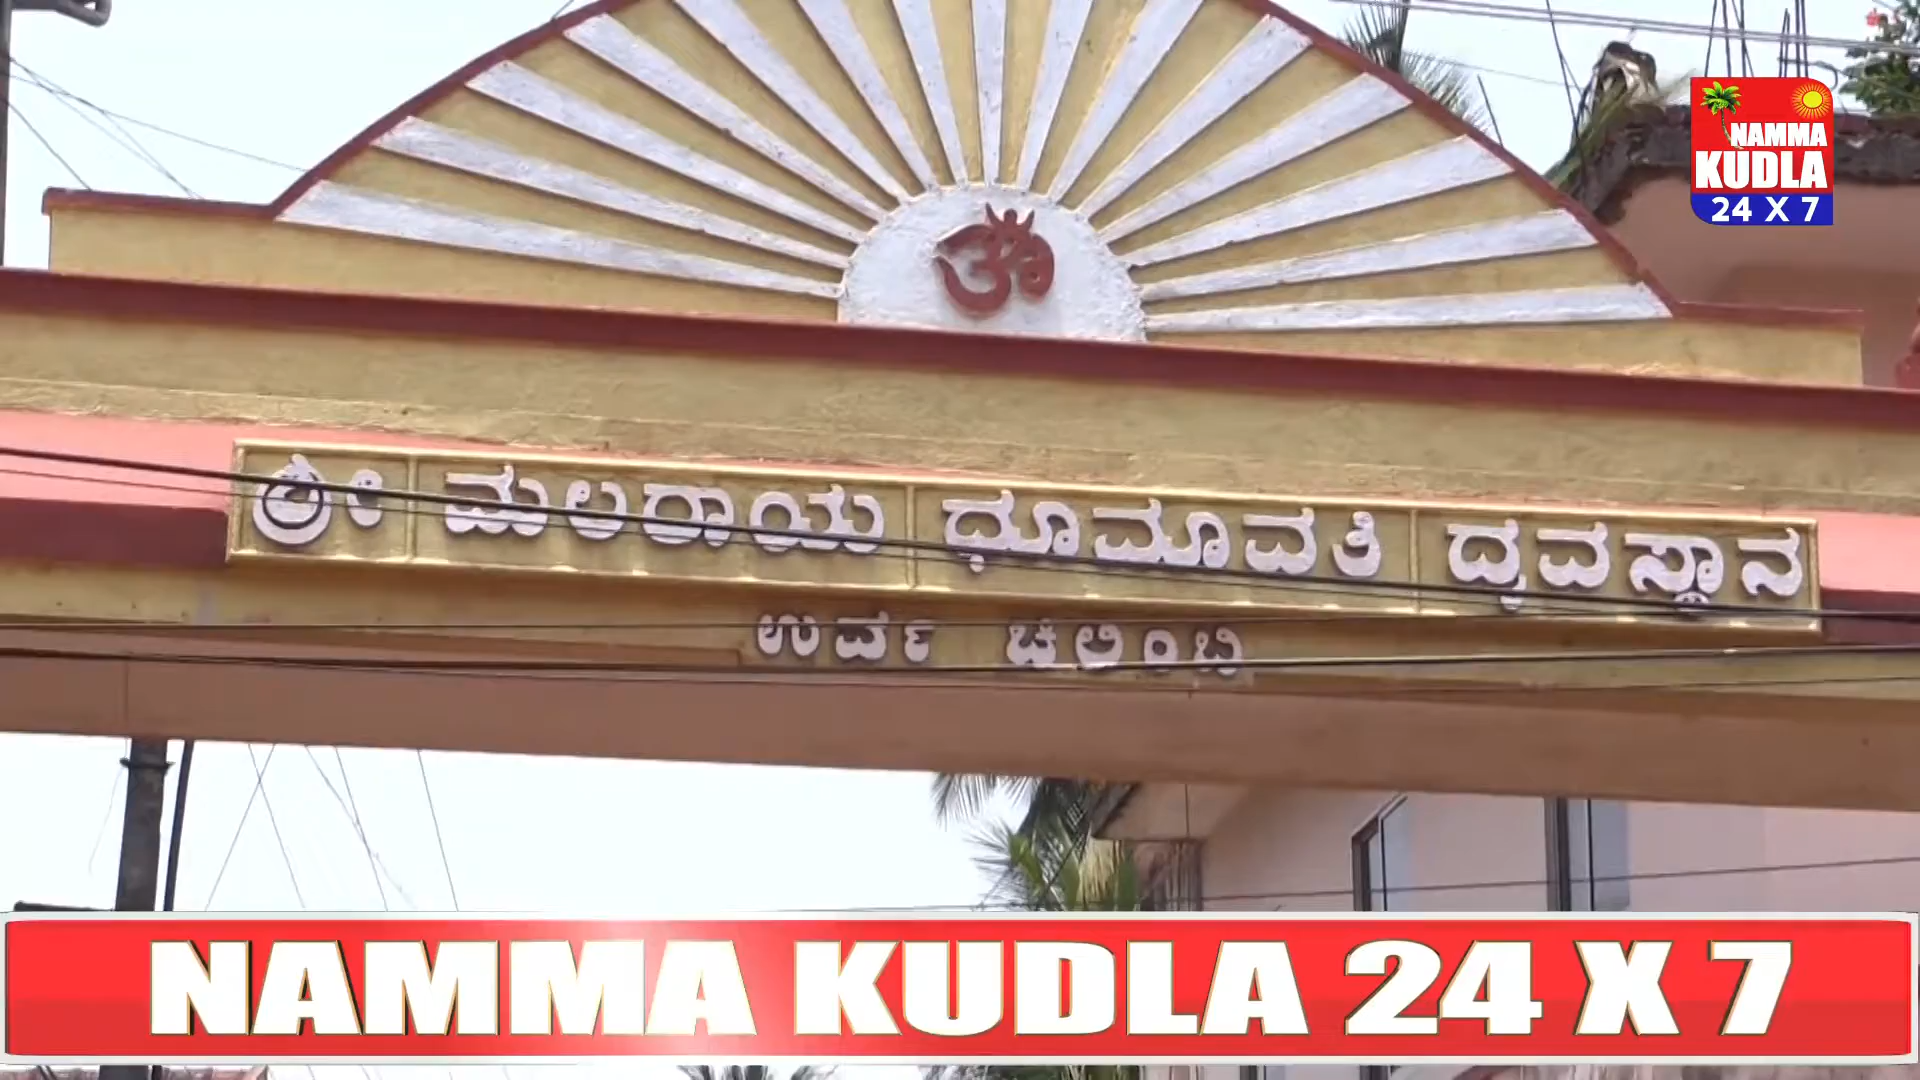 ॐ
NAMMA
KUDLA
24 X 7
ಶ್ರೀ ಮಲರಾಯ ಧೂಮಾವತಿ ದೈವಸ್ಥಾನ
ಉರ್ವ ಚಿಲಿಂಬಿ
NAMMA KUDLA 24 X 7